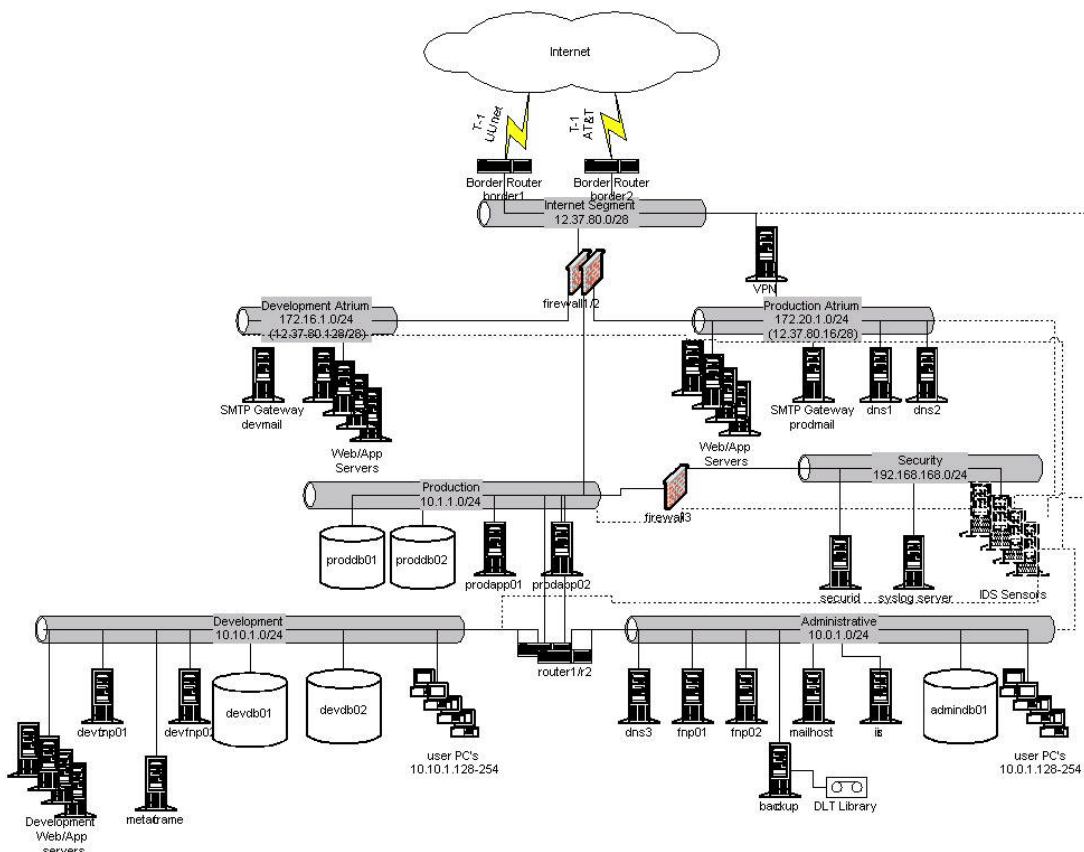 Internet
T-1
UUnet
T-1
AT&T
Border Router
border1
Border Router
border2
Internet Segment
12.37.80.0/28
firewall1/2
VPN
Development Atrium
172.16.1.0/24
(12.37.80.128/28)
Production Atrium
172.20.1.0/24
(12.37.80.16/28)
SMTP Gateway
devmail
Web/App
Servers
Web/App
Servers
SMTP Gateway
prodmail
dns1
dns2
Security
192.168.168.0/24
Production
10.1.1.0/24
firewall3
proddb01
proddb02
prodapp01
prodapp02
securid
syslog server
IDS Sensors
Development
10.10.1.0/24
Administrative
10.0.1.0/24
router1/r2
devfnp01
devfnp02
devdb01
devdb02
user PC's
10.10.1.128-254
dns3
fnp01
fnp02
mailhost
iis
admindb01
user PC's
10.0.1.128-254
Development
Web/App
servers
metaframe
backup
DLT Library